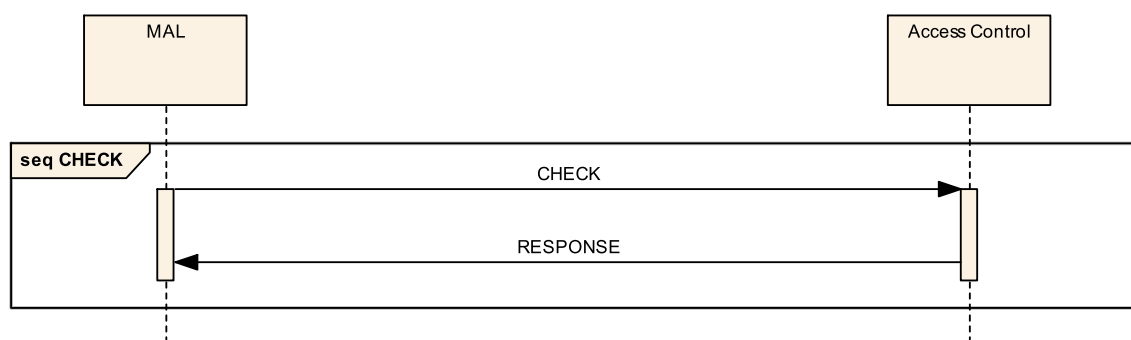 MAL
Access Control
seq CHECK
CHECK
RESPONSE